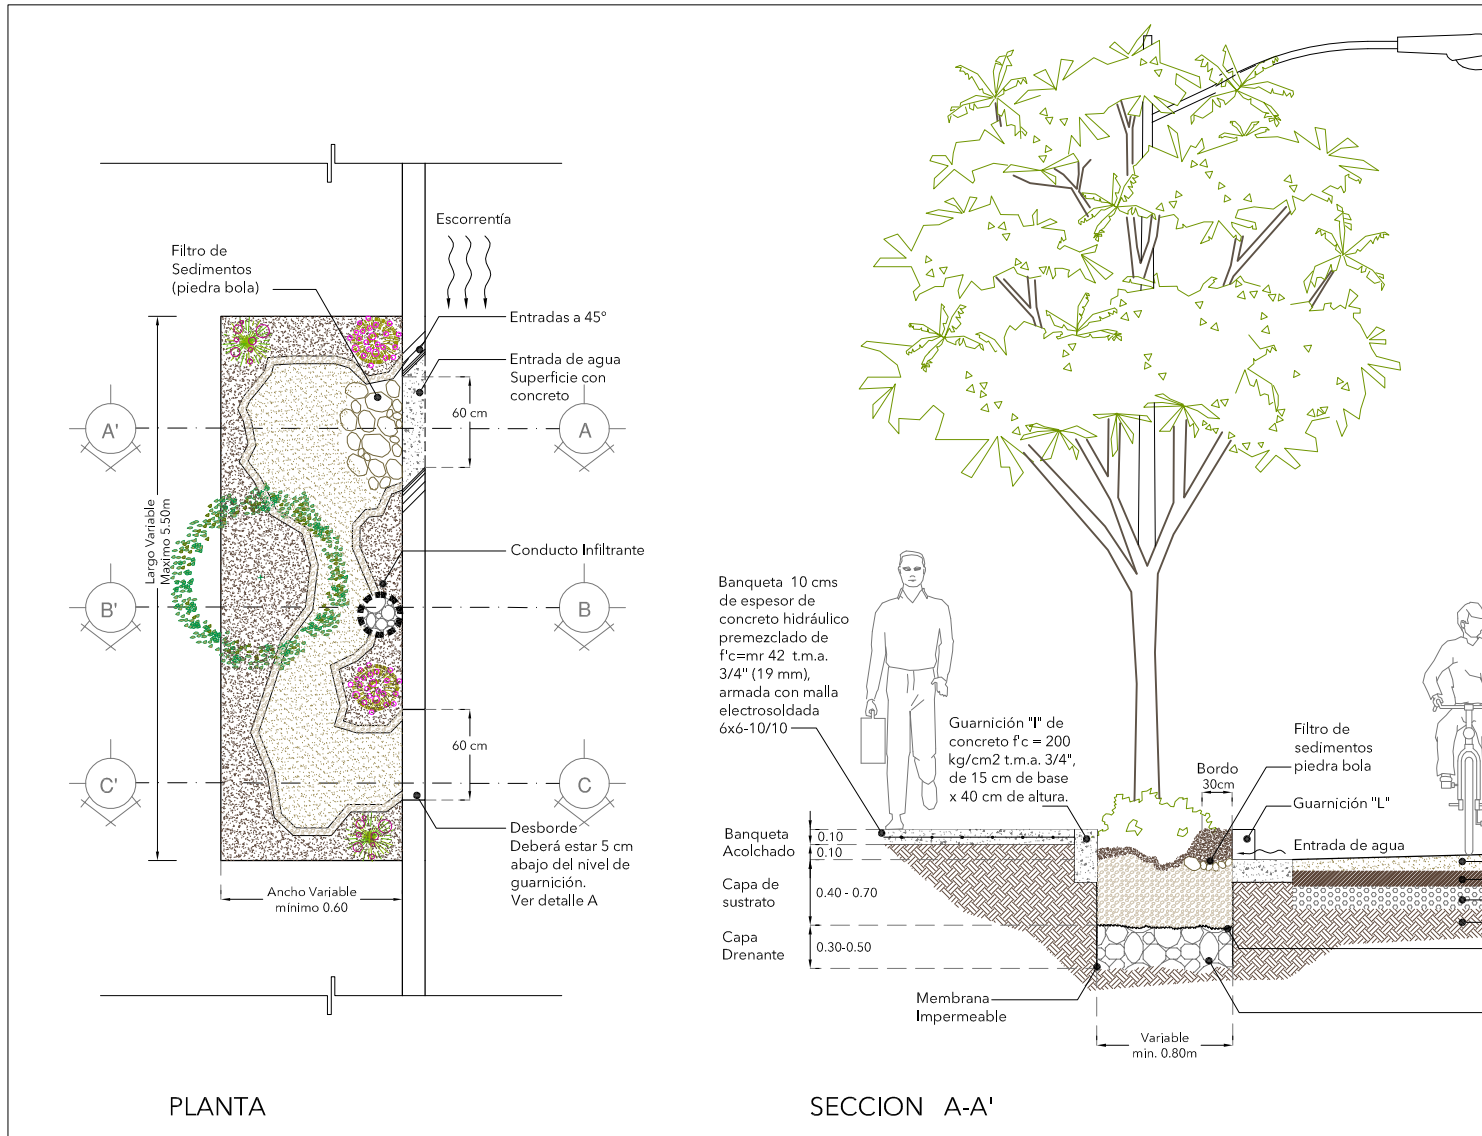 Escorrentía
Filtro de
Sedimentos
(piedra bola)
Entradas a 45°
Entrada de agua
Superficie con
concreto
60 cm
A'
A
Largo Variable
Maximo 5.50m
Conducto Infiltrante
B'
B
60 cm
C'
C
Desborde
Deberá estar 5 cm
abajo del nivel de
guarnición.
Ver detalle A
Ancho Variable
mínimo 0.60
PLANTA
Banqueta 10 cms
de espesor de
concreto hidráulico
premezclado de
f'c=mr 42 t.m.a.
3/4" (19 mm),
armada con malla
electrosoldada
6x6-10/10
Guarnición "I" de
concreto f'c = 200
kg/cm2 t.m.a. 3/4",
de 15 cm de base
x 40 cm de altura.
Bordo
30cm
Filtro de
sedimentos
piedra bola
Guarnición "L"
Entrada de agua
Banqueta
0.10
Acolchado
0.10
Capa de
sustrato
0.40 - 0.70
Capa
Drenante
0.30-0.50
Membrana
Impermeable
Variable
min. 0.80m
SECCION A-A'